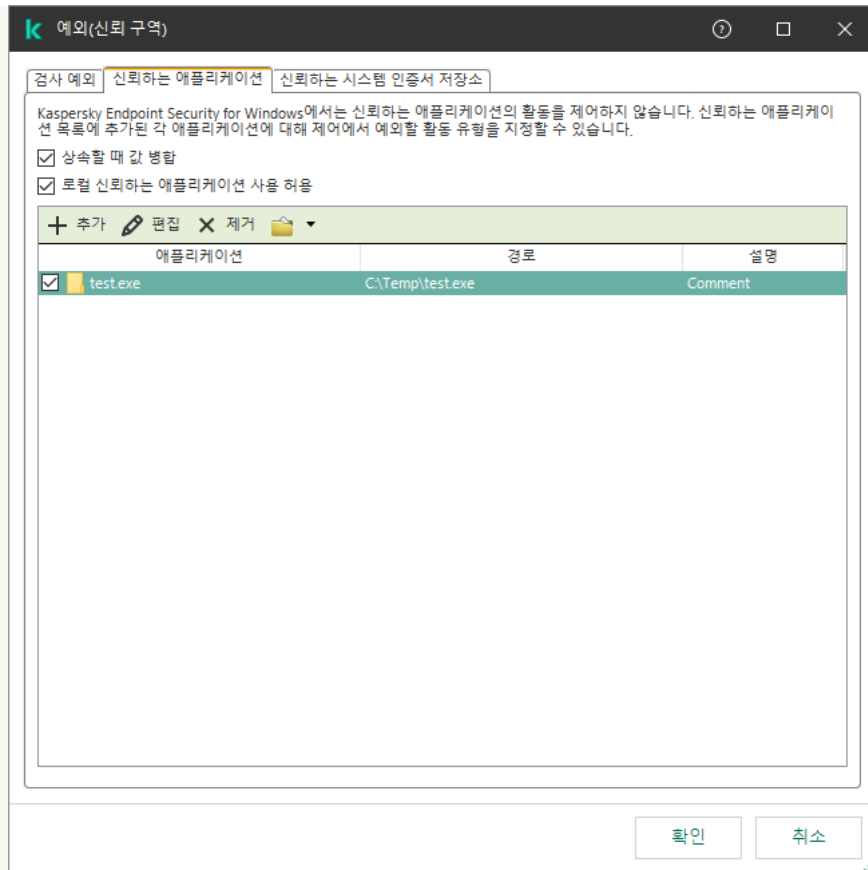 예외(신뢰 구역)
검사 예외 신뢰하는 애플리케이션 신뢰하는 시스템 인증서 저장소
Kaspersky Endpoint Security for Windows에서는 신뢰하는 애플리케이션의 활동을 제어하지 않습니다. 신뢰하는 애플리케이
션 목록에 추가된 각 애플리케이션에 대해 제어에서 예외할 활동 유형을 지정할 수 있습니다.
상속할 때 값 병합
로컬 신뢰하는 애플리케이션 사용 허용
추가 편집 제거
애플리케이션 경로 설명
test.exe C:\Temp\test.exe Comment
확인 취소